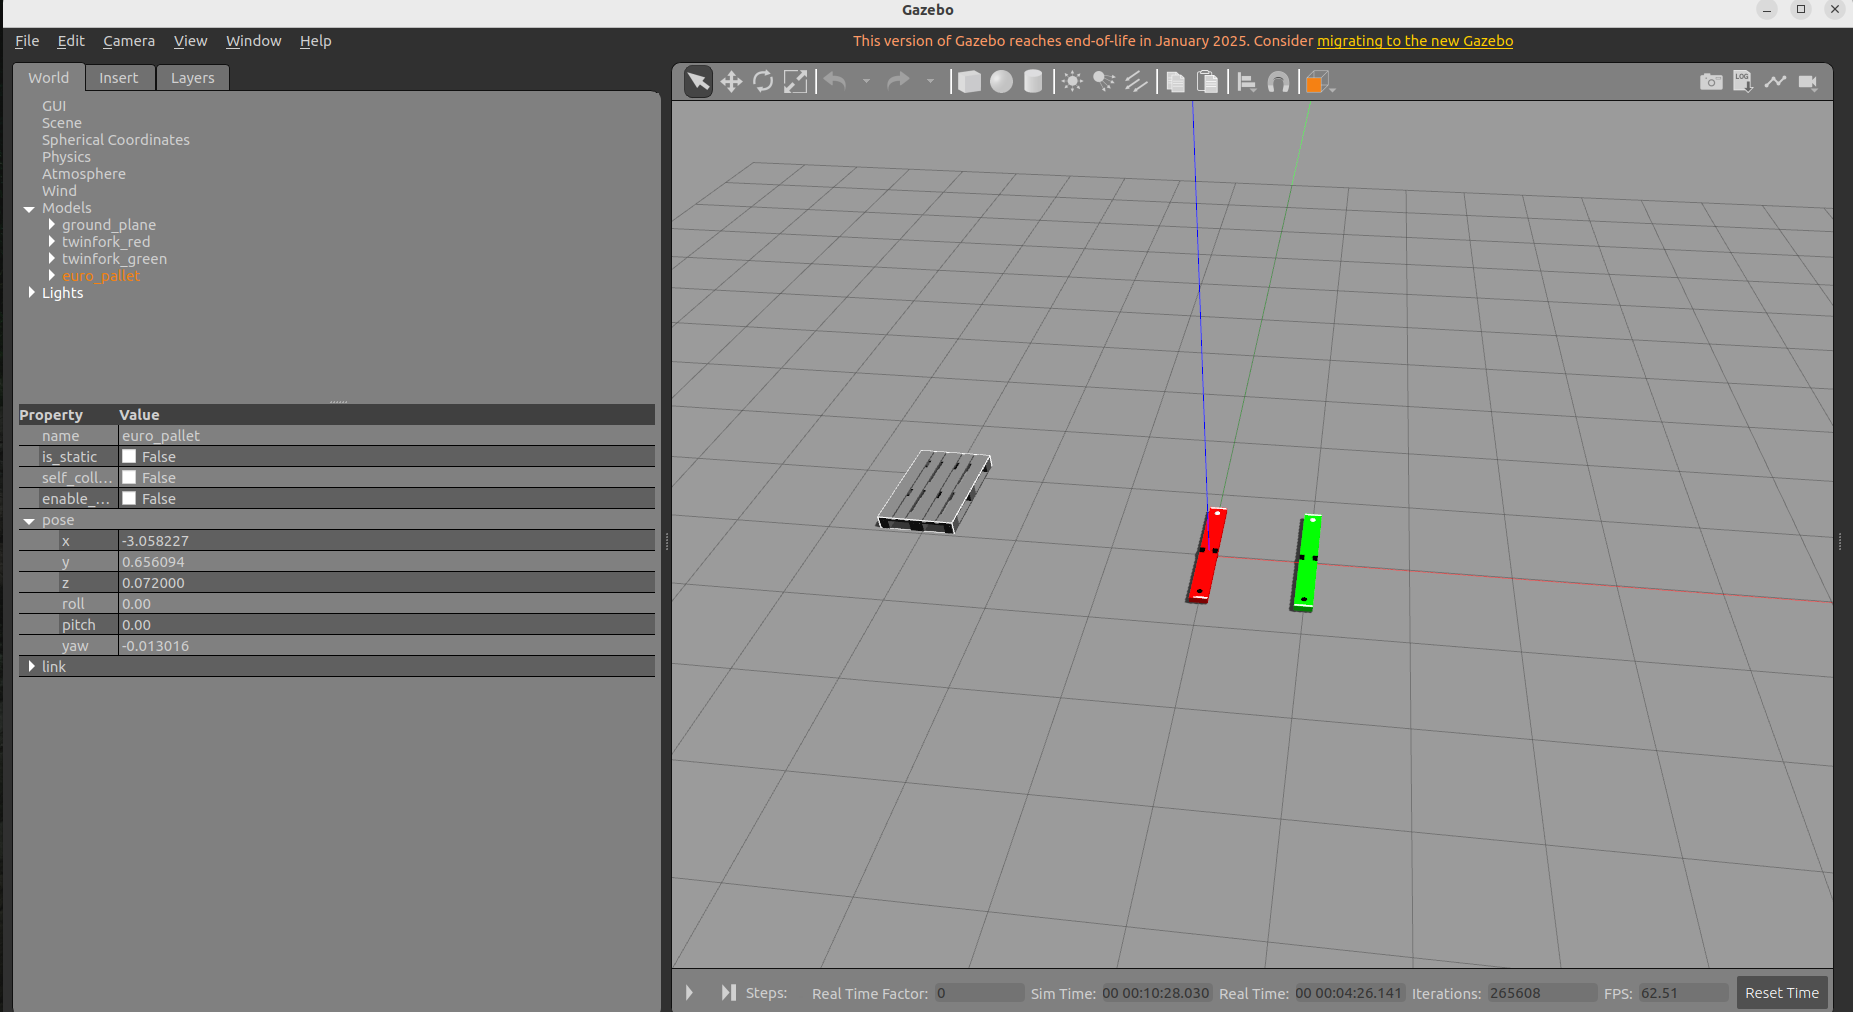 Gazebo
File Edit Camera View Window Help
This version of Gazebo reaches end-of-life in January 2025. Consider migrating to the new Gazebo
World Insert Layers
GUI
Scene
Spherical Coordinates
Physics
Atmosphere
Wind
Models
ground_plane
twinfork_red
twinfork_green
euro_pallet
Lights
Property Value
name euro_pallet
is_static False
self_coll... False
enable_... False
pose
x -3.058227
y 0.656094
z 0.072000
roll 0.00
pitch 0.00
yaw -0.013016
link
LOG
Steps: Real Time Factor: 0 Sim Time: 00 00:10:28.030 Real Time: 00 00:04:26.141 Iterations: 265608 FPS: 62.51 Reset Time